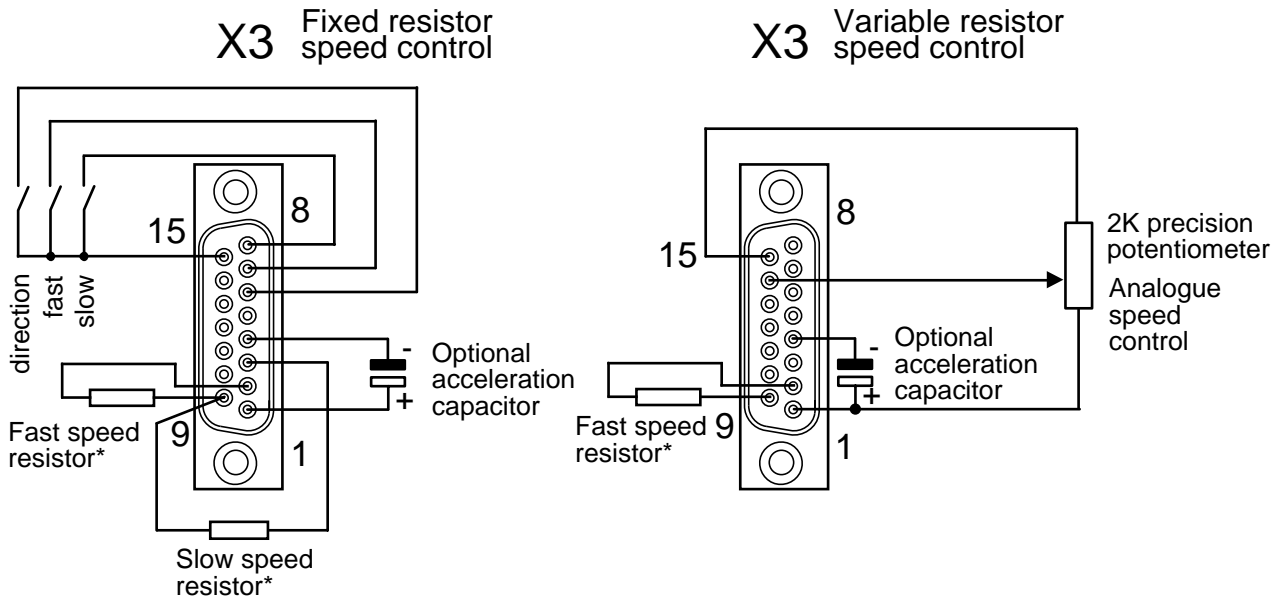 X3 Fixed resistor
speed control
15
8
direction
fast
slow
-
+
Optional
acceleration
capacitor
Fast speed
resistor*
9
1
Slow speed
resistor*
X3 Variable resistor
speed control
15
8
2K precision
potentiometer
Analogue
speed
control
-
+
Optional
acceleration
capacitor
Fast speed
resistor*
9
1